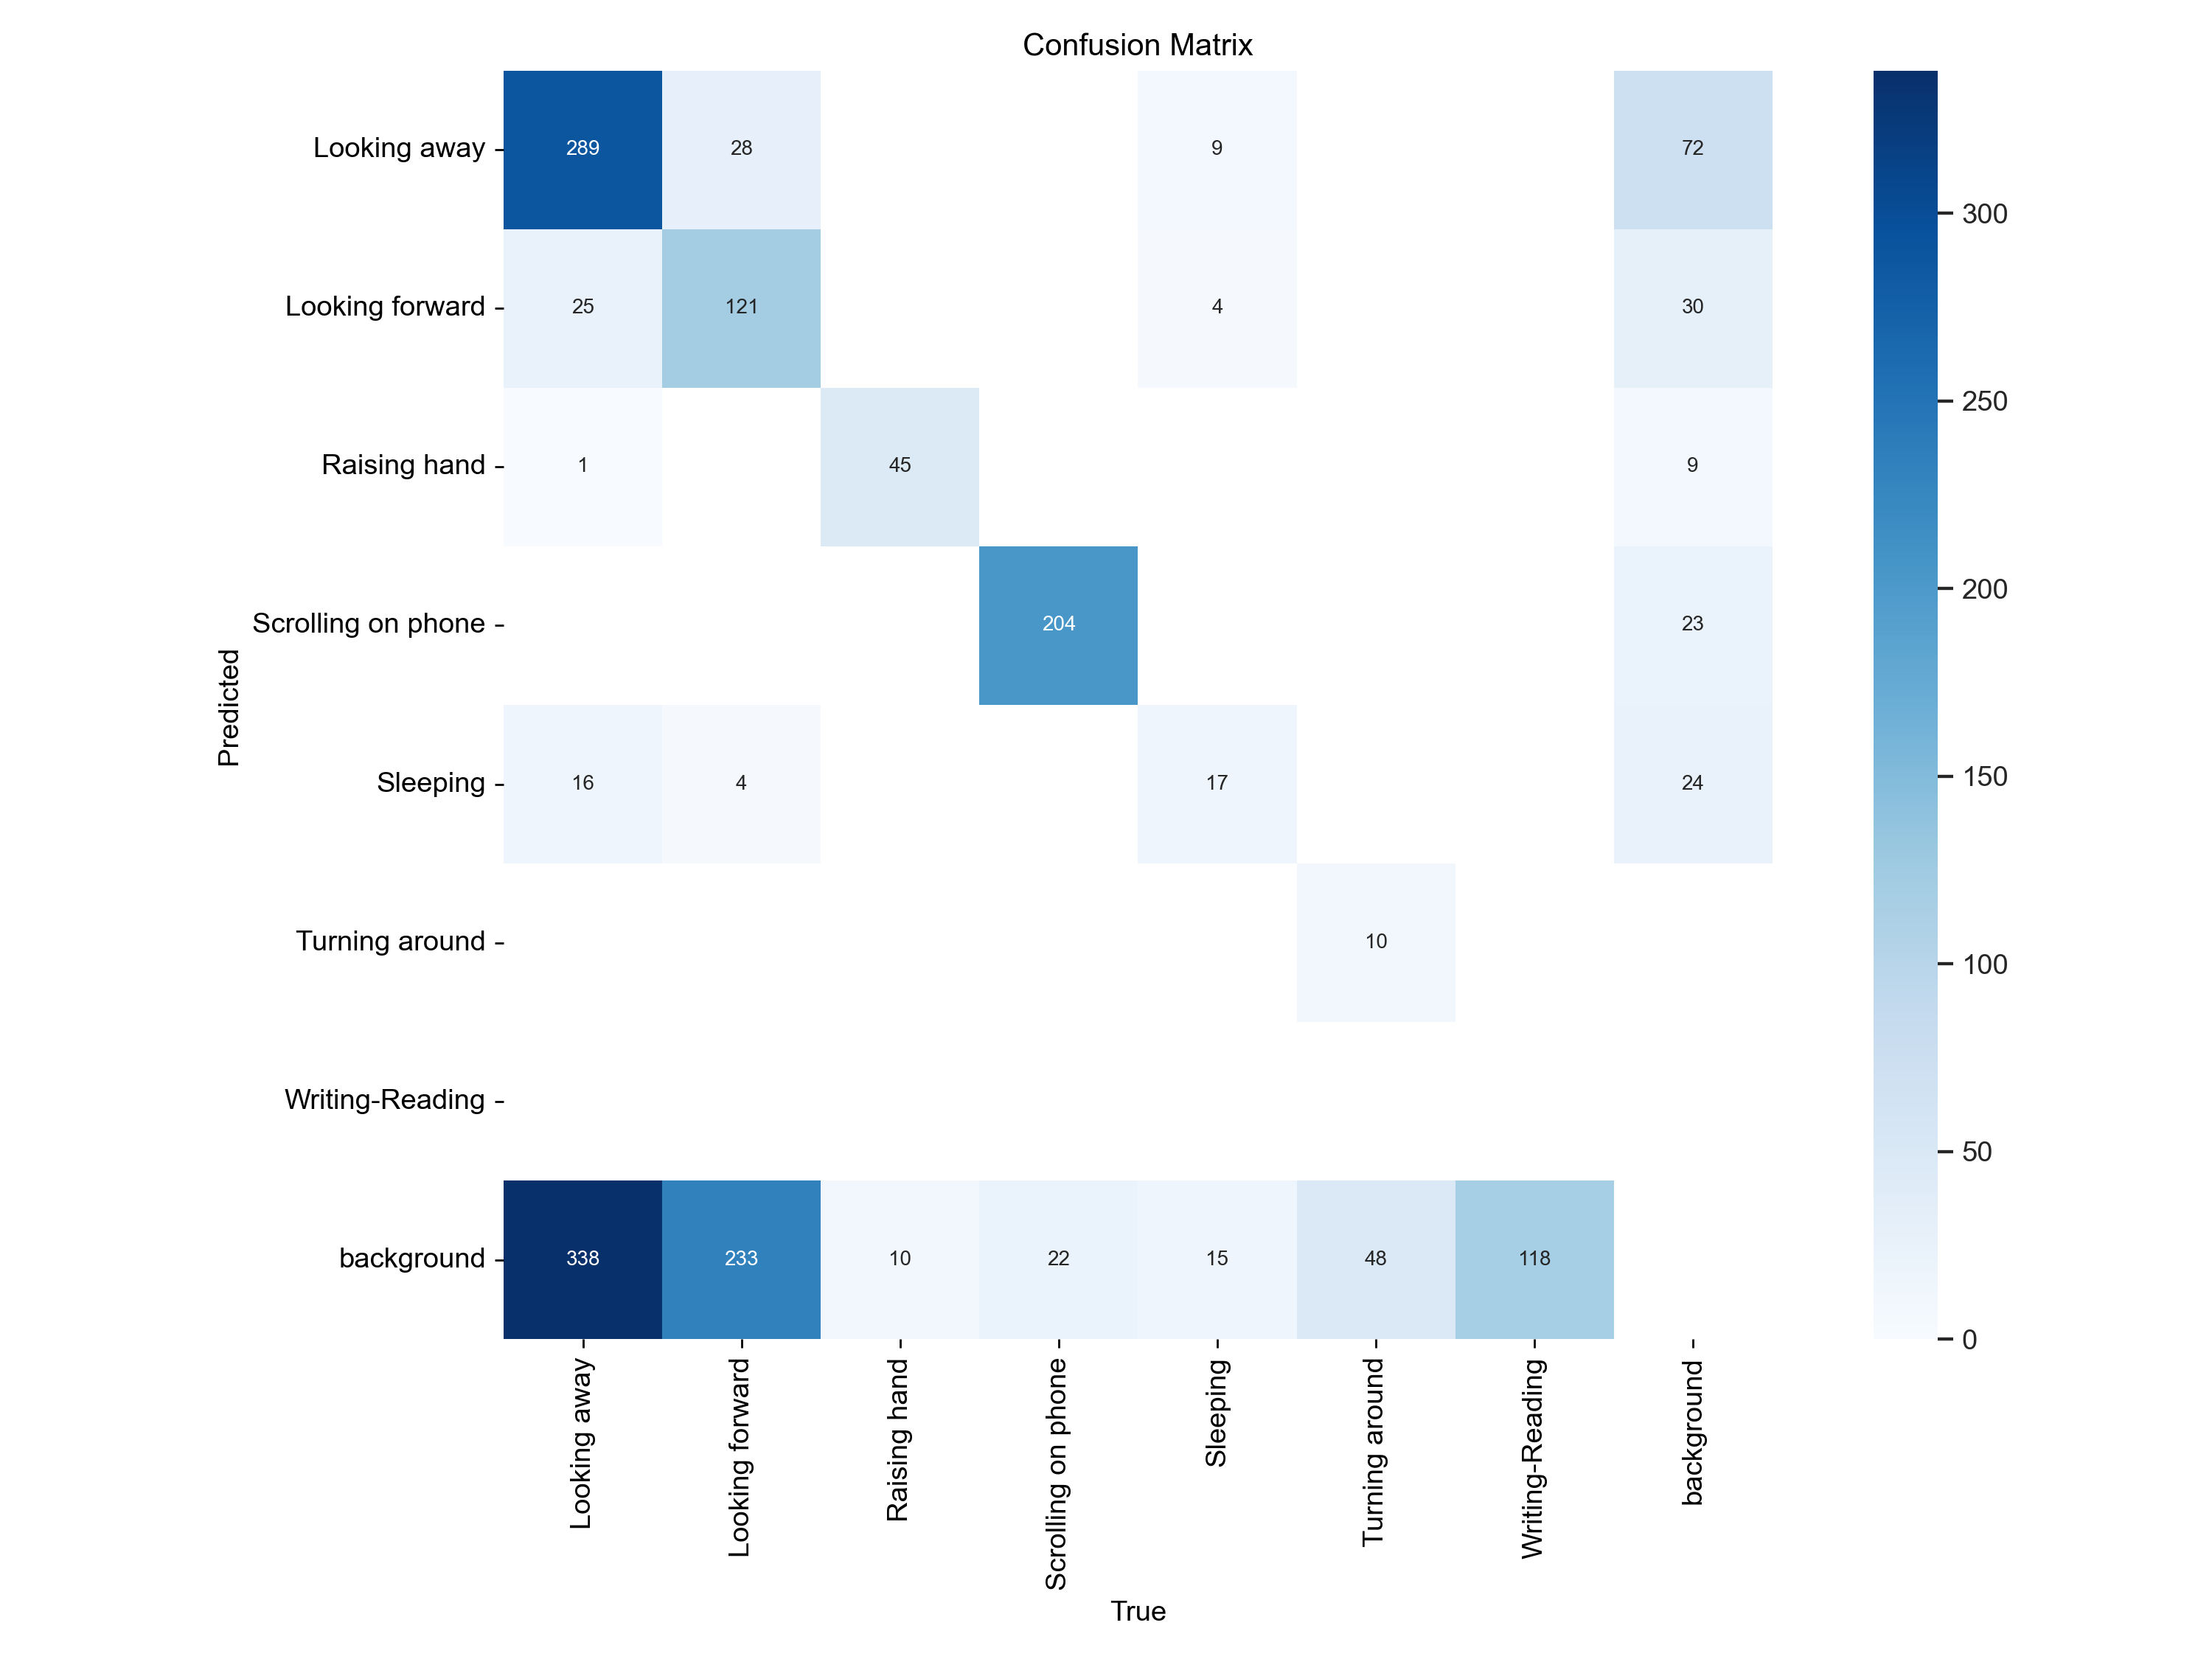 Confusion Matrix
Looking away 289 28 9 72
Looking forward 25 121 4 30
Raising hand 1 45 9
Scrolling on phone 204 23
Sleeping 16 4 17 24
Turning around 10
Writing-Reading
background 338 233 10 22 15 48 118
Predicted
Looking away
Looking forward
Raising hand
Scrolling on phone
Sleeping
Turning around
Writing-Reading
background
True
300
250
200
150
100
50
0